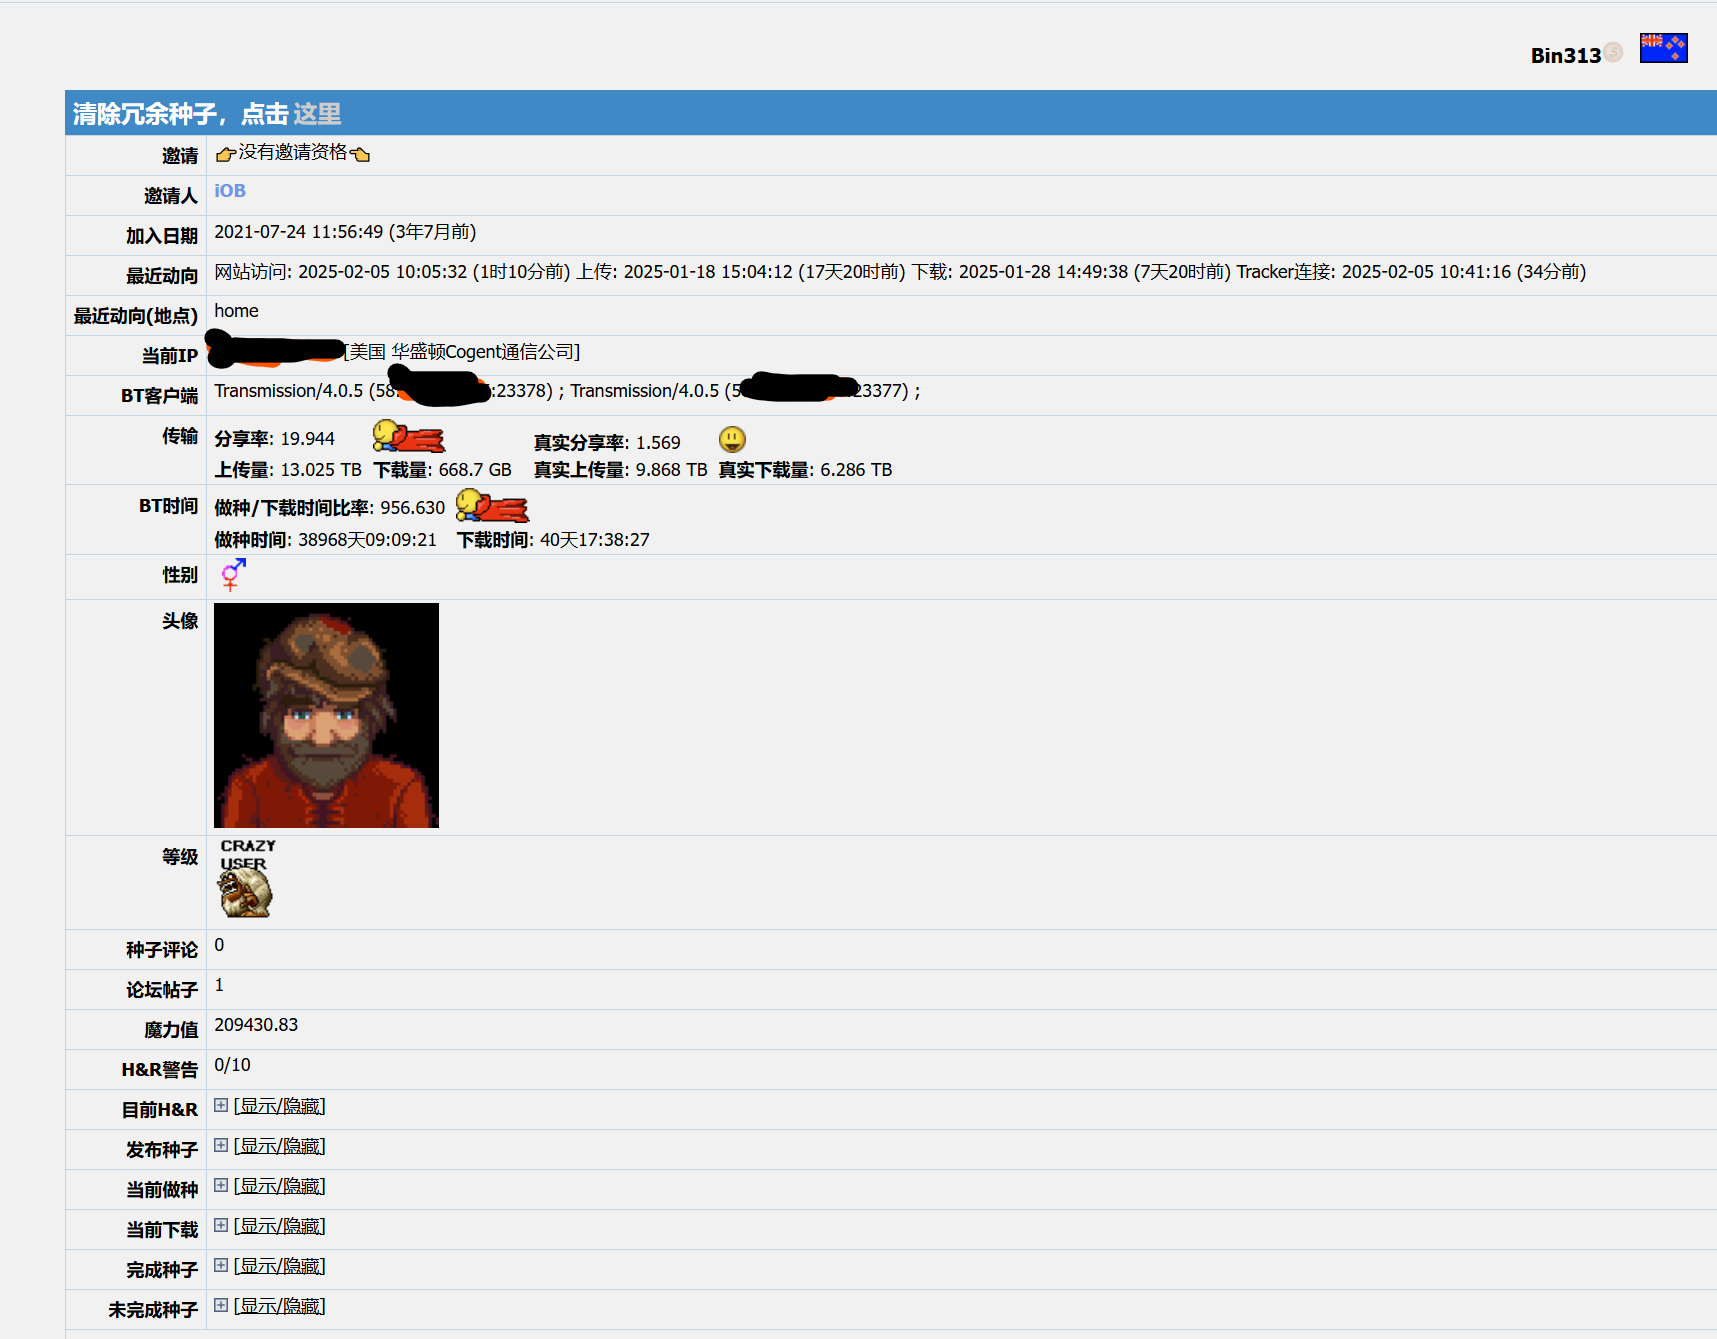 Bin313
清除冗余种子，点击 这里
邀请 没有邀请资格
邀请人 iOB
加入日期 2021-07-24 11:56:49 (3年7月前)
最近动向 网站访问: 2025-02-05 10:05:32 (1时10分前) 上传: 2025-01-18 15:04:12 (17天20时前) 下载: 2025-01-28 14:49:38 (7天20时前) Tracker连接: 2025-02-05 10:41:16 (34分前)
最近动向(地点) home
当前IP [美国 华盛顿Cogent通信公司]
BT客户端 Transmission/4.0.5 (58. :23378) ; Transmission/4.0.5 (5 23377) ;
传输 分享率: 19.944 真实分享率: 1.569
上传量: 13.025 TB 下载量: 668.7 GB 真实上传量: 9.868 TB 真实下载量: 6.286 TB
BT时间 做种/下载时间比率: 956.630
做种时间: 38968天09:09:21 下载时间: 40天17:38:27
性别
头像
等级 CRAZY
USER
种子评论 0
论坛帖子 1
魔力值 209430.83
H&R警告 0/10
目前H&R [显示/隐藏]
发布种子 [显示/隐藏]
当前做种 [显示/隐藏]
当前下载 [显示/隐藏]
完成种子 [显示/隐藏]
未完成种子 [显示/隐藏]